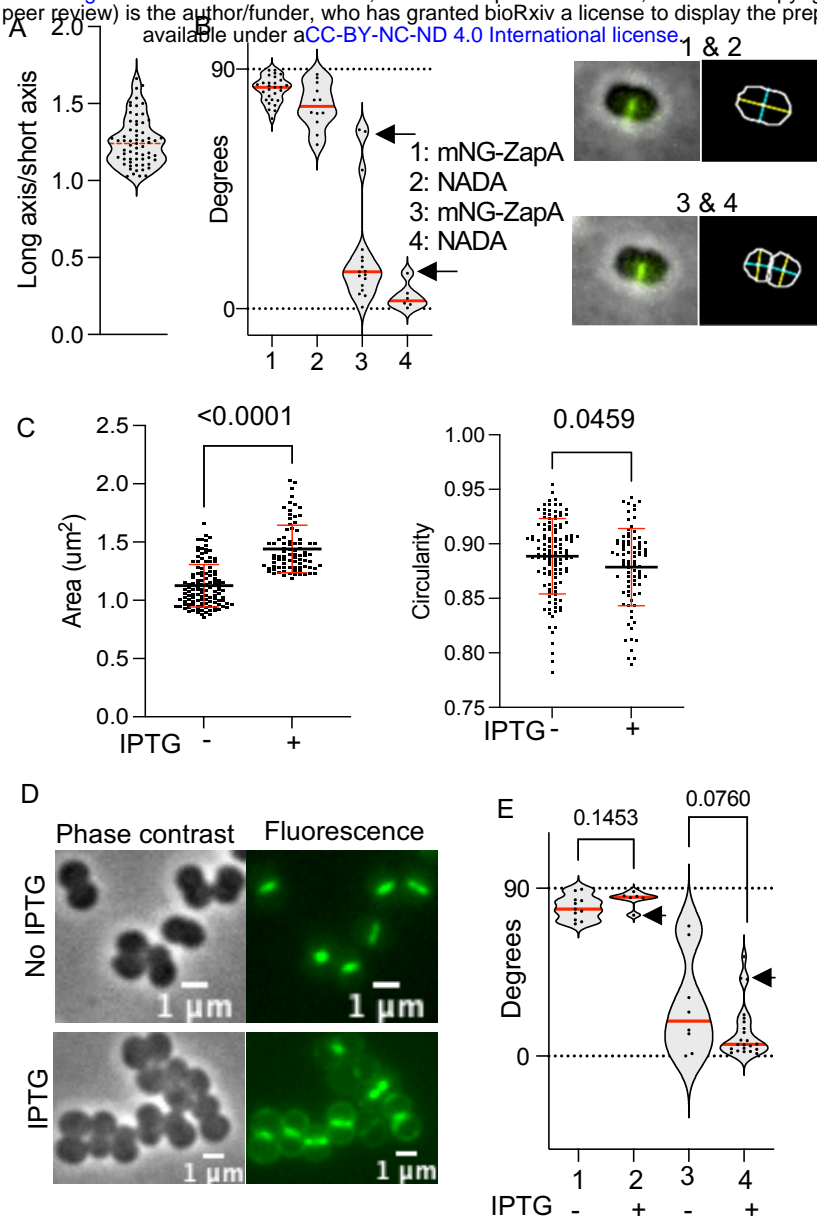 peer review) is the author/funder, who has granted bioRxiv a license to display the prep
available under aCC-BY-NC-ND 4.0 International license.
A
Long axis/short axis
2.0
1.5
1.0
0.5
0.0
B
Degrees
90
0
1 2 3 4
1: mNG-ZapA
2: NADA
3: mNG-ZapA
4: NADA
1 & 2
3 & 4
C
Area (um²)
2.5
2.0
1.5
1.0
0.5
0.0
<0.0001
IPTG - +
Circularity
1.00
0.95
0.90
0.85
0.80
0.75
0.0459
IPTG - +
D
Phase contrast Fluorescence
No IPTG
1 µm 1 µm
IPTG
1 µm 1 µm
E
Degrees
90
0
0.1453
0.0760
1 2 3 4
IPTG - + - +